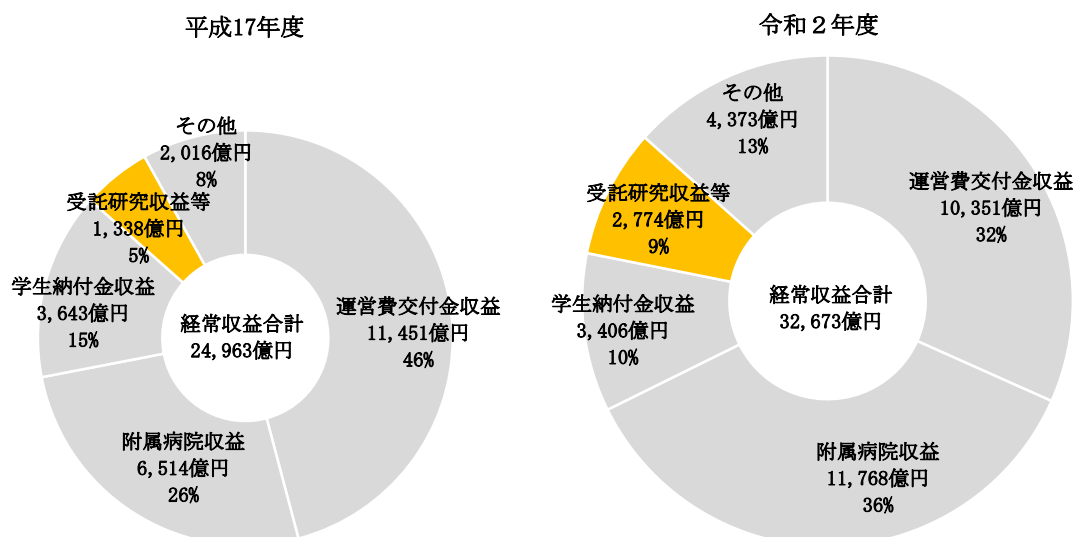 平成17年度
その他
2,016億円
8%
受託研究収益等
1,338億円
5%
学生納付金収益
3,643億円
15%
経常収益合計
24,963億円
運営費交付金収益
11,451億円
46%
附属病院収益
6,514億円
26%
令和２年度
その他
4,373億円
13%
運営費交付金収益
10,351億円
32%
受託研究収益等
2,774億円
9%
学生納付金収益
3,406億円
10%
経常収益合計
32,673億円
附属病院収益
11,768億円
36%